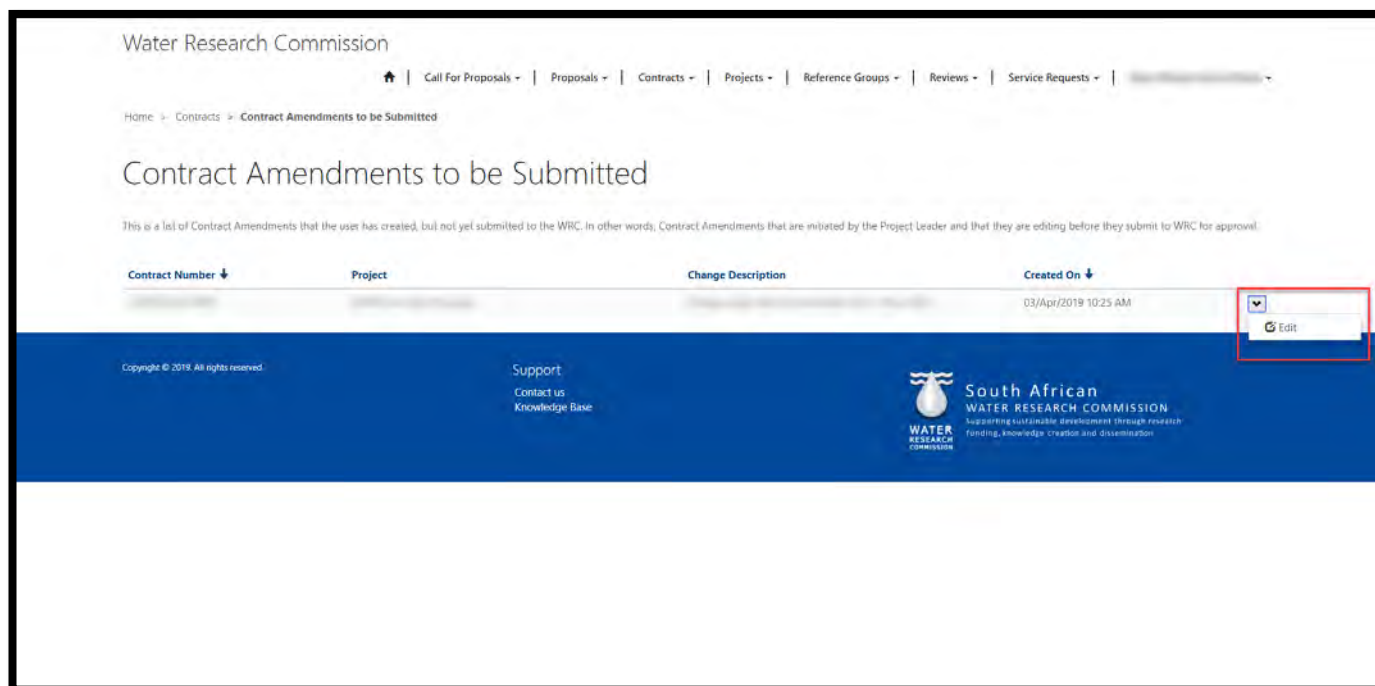 Water Research Commission
Call For Proposals | Proposals | Contracts | Projects | Reference Groups | Reviews | Service Requests |
Home > Contracts > Contract Amendments to be Submitted
Contract Amendments to be Submitted
This is a list of Contract Amendments that the user has created, but not yet submitted to the WRC. In other words, Contract Amendments that are initiated by the Project Leader and that they are editing before they submit to WRC for approval.
Contract Number Project Change Description Created On
03/Apr/2019 10:25 AM
Edit
Copyright © 2019. All rights reserved.
Support
Contact us
Knowledge Base
WATER
RESEARCH
COMMISSION
South African
WATER RESEARCH COMMISSION
Supporting sustainable development through research
funding, knowledge creation and dissemination